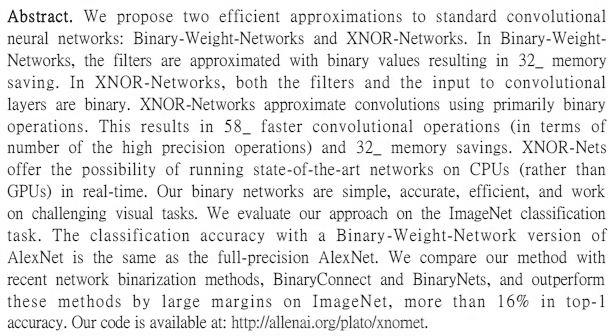 Abstract. We propose two efficient approximations to standard convolutional
neural networks: Binary-Weight-Networks and XNOR-Networks. In Binary-Weight-
Networks, the filters are approximated with binary values resulting in 32_ memory
saving. In XNOR-Networks, both the filters and the input to convolutional
layers are binary. XNOR-Networks approximate convolutions using primarily binary
operations. This results in 58_ faster convolutional operations (in terms of
number of the high precision operations) and 32_ memory savings. XNOR-Nets
offer the possibility of running state-of-the-art networks on CPUs (rather than
GPUs) in real-time. Our binary networks are simple, accurate, efficient, and work
on challenging visual tasks. We evaluate our approach on the ImageNet classification
task. The classification accuracy with a Binary-Weight-Network version of
AlexNet is the same as the full-precision AlexNet. We compare our method with
recent network binarization methods, BinaryConnect and BinaryNets, and outperform
these methods by large margins on ImageNet, more than 16% in top-1
accuracy. Our code is available at: http://allenai.org/plato/xnornet.